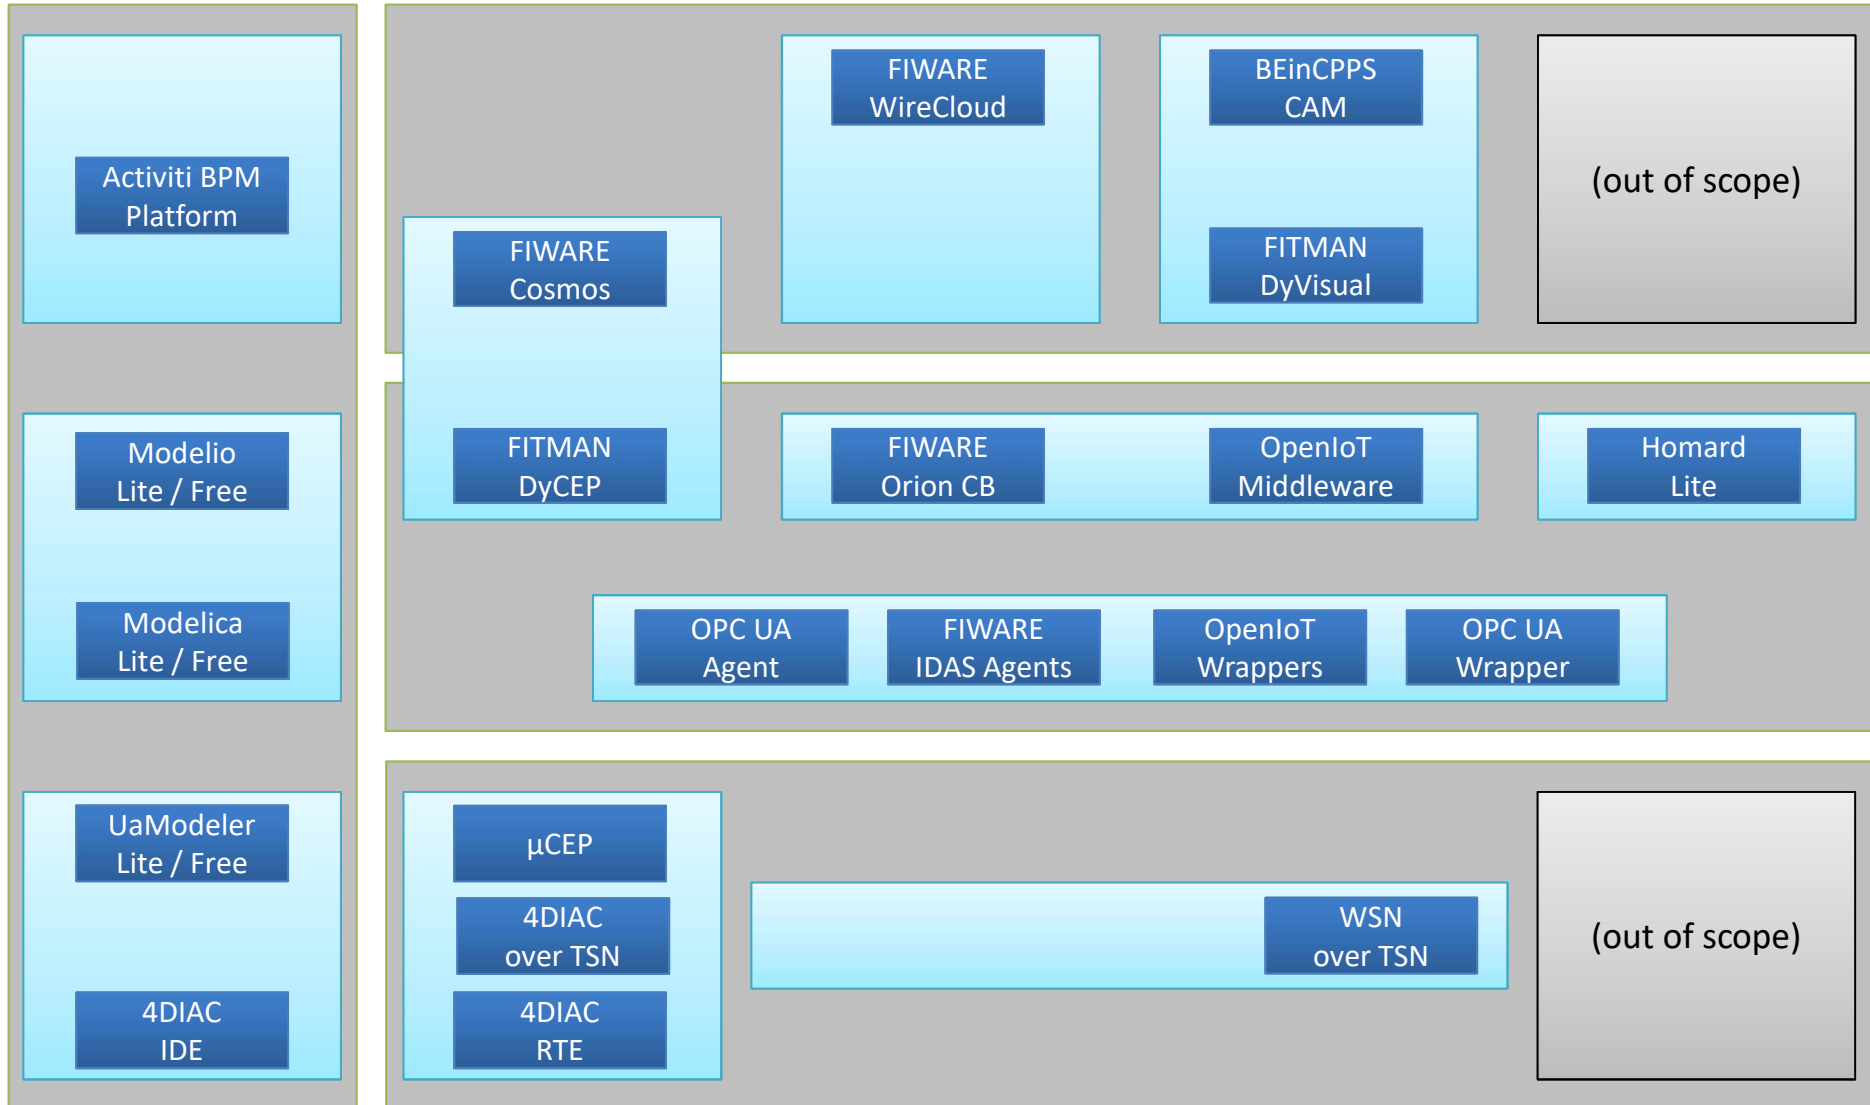 Activiti BPM
Platform
Modelio
Lite / Free
Modelica
Lite / Free
UaModeler
Lite / Free
4DIAC
IDE
FIWARE
WireCloud
BEinCPPS
CAM
(out of scope)
FIWARE
Cosmos
FITMAN
DyVisual
FITMAN
DyCEP
FIWARE
Orion CB
OpenIoT
Middleware
Homard
Lite
OPC UA
Agent
FIWARE
IDAS Agents
OpenIoT
Wrappers
OPC UA
Wrapper
µCEP
4DIAC
over TSN
4DIAC
RTE
WSN
over TSN
(out of scope)